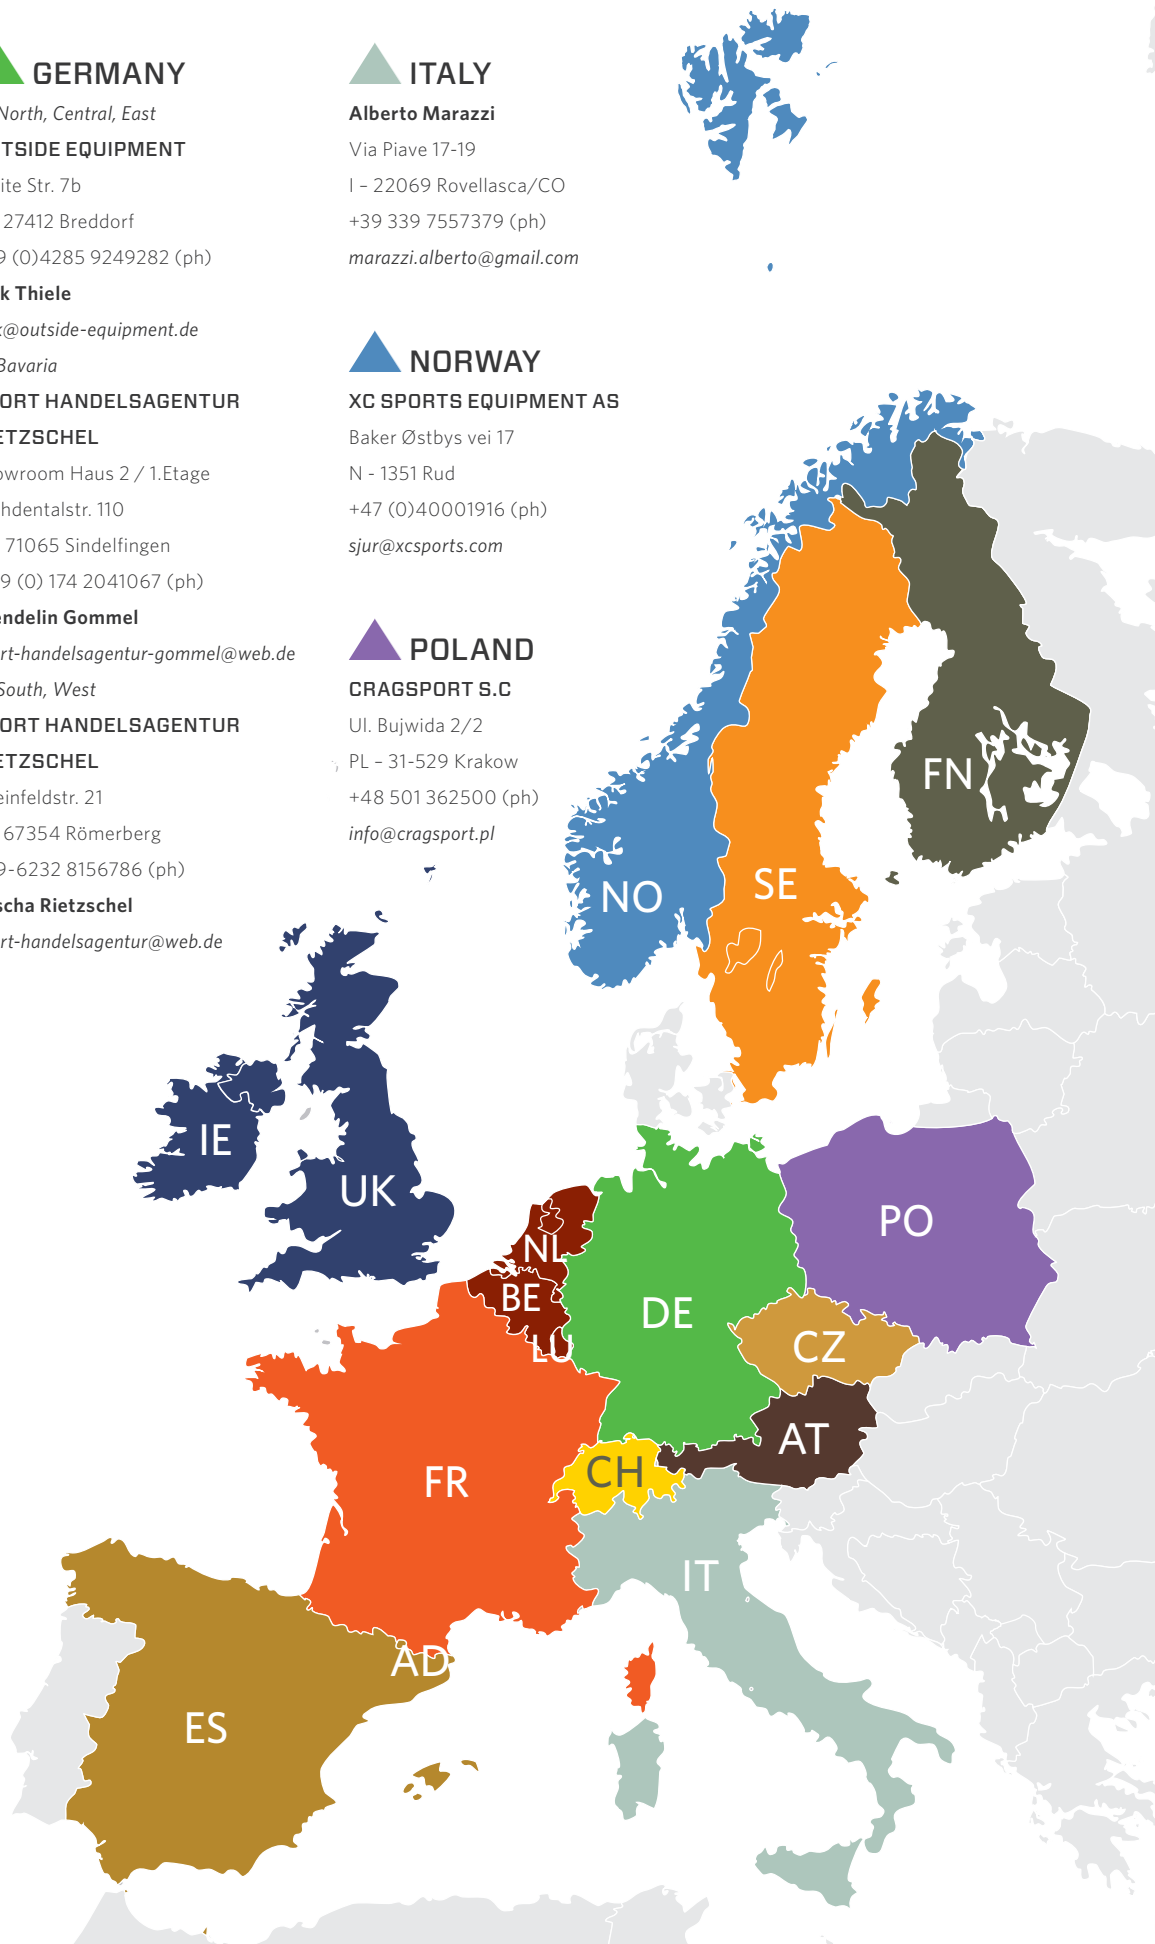 GERMANY
North, Central, East
TSIDE EQUIPMENT
ite Str. 7b
27412 Breddorf
9 (0)4285 9249282 (ph)
k Thiele
@outside-equipment.de
Bavaria
ORT HANDELSAGENTUR
ETZSCHEL
owroom Haus 2 / 1.Etage
hdentalstr. 110
71065 Sindelfingen
9 (0) 174 2041067 (ph)
endelin Gommel
rt-handelsagentur-gommel@web.de
South, West
ORT HANDELSAGENTUR
ETZSCHEL
einfeldstr. 21
67354 Römerberg
9-6232 8156786 (ph)
scha Rietzschel
rt-handelsagentur@web.de
ITALY
Alberto Marazzi
Via Piave 17-19
I – 22069 Rovellasca/CO
+39 339 7557379 (ph)
marazzi.alberto@gmail.com
NORWAY
XC SPORTS EQUIPMENT AS
Baker Østbys vei 17
N - 1351 Rud
+47 (0)40001916 (ph)
sjur@xcsports.com
POLAND
CRAGSPORT S.C
Ul. Bujwida 2/2
PL – 31-529 Krakow
+48 501 362500 (ph)
info@cragsport.pl
FN
SE
NO
IE
UK
PO
NL
BE
DE
LU
CZ
AT
CH
FR
IT
AD
ES